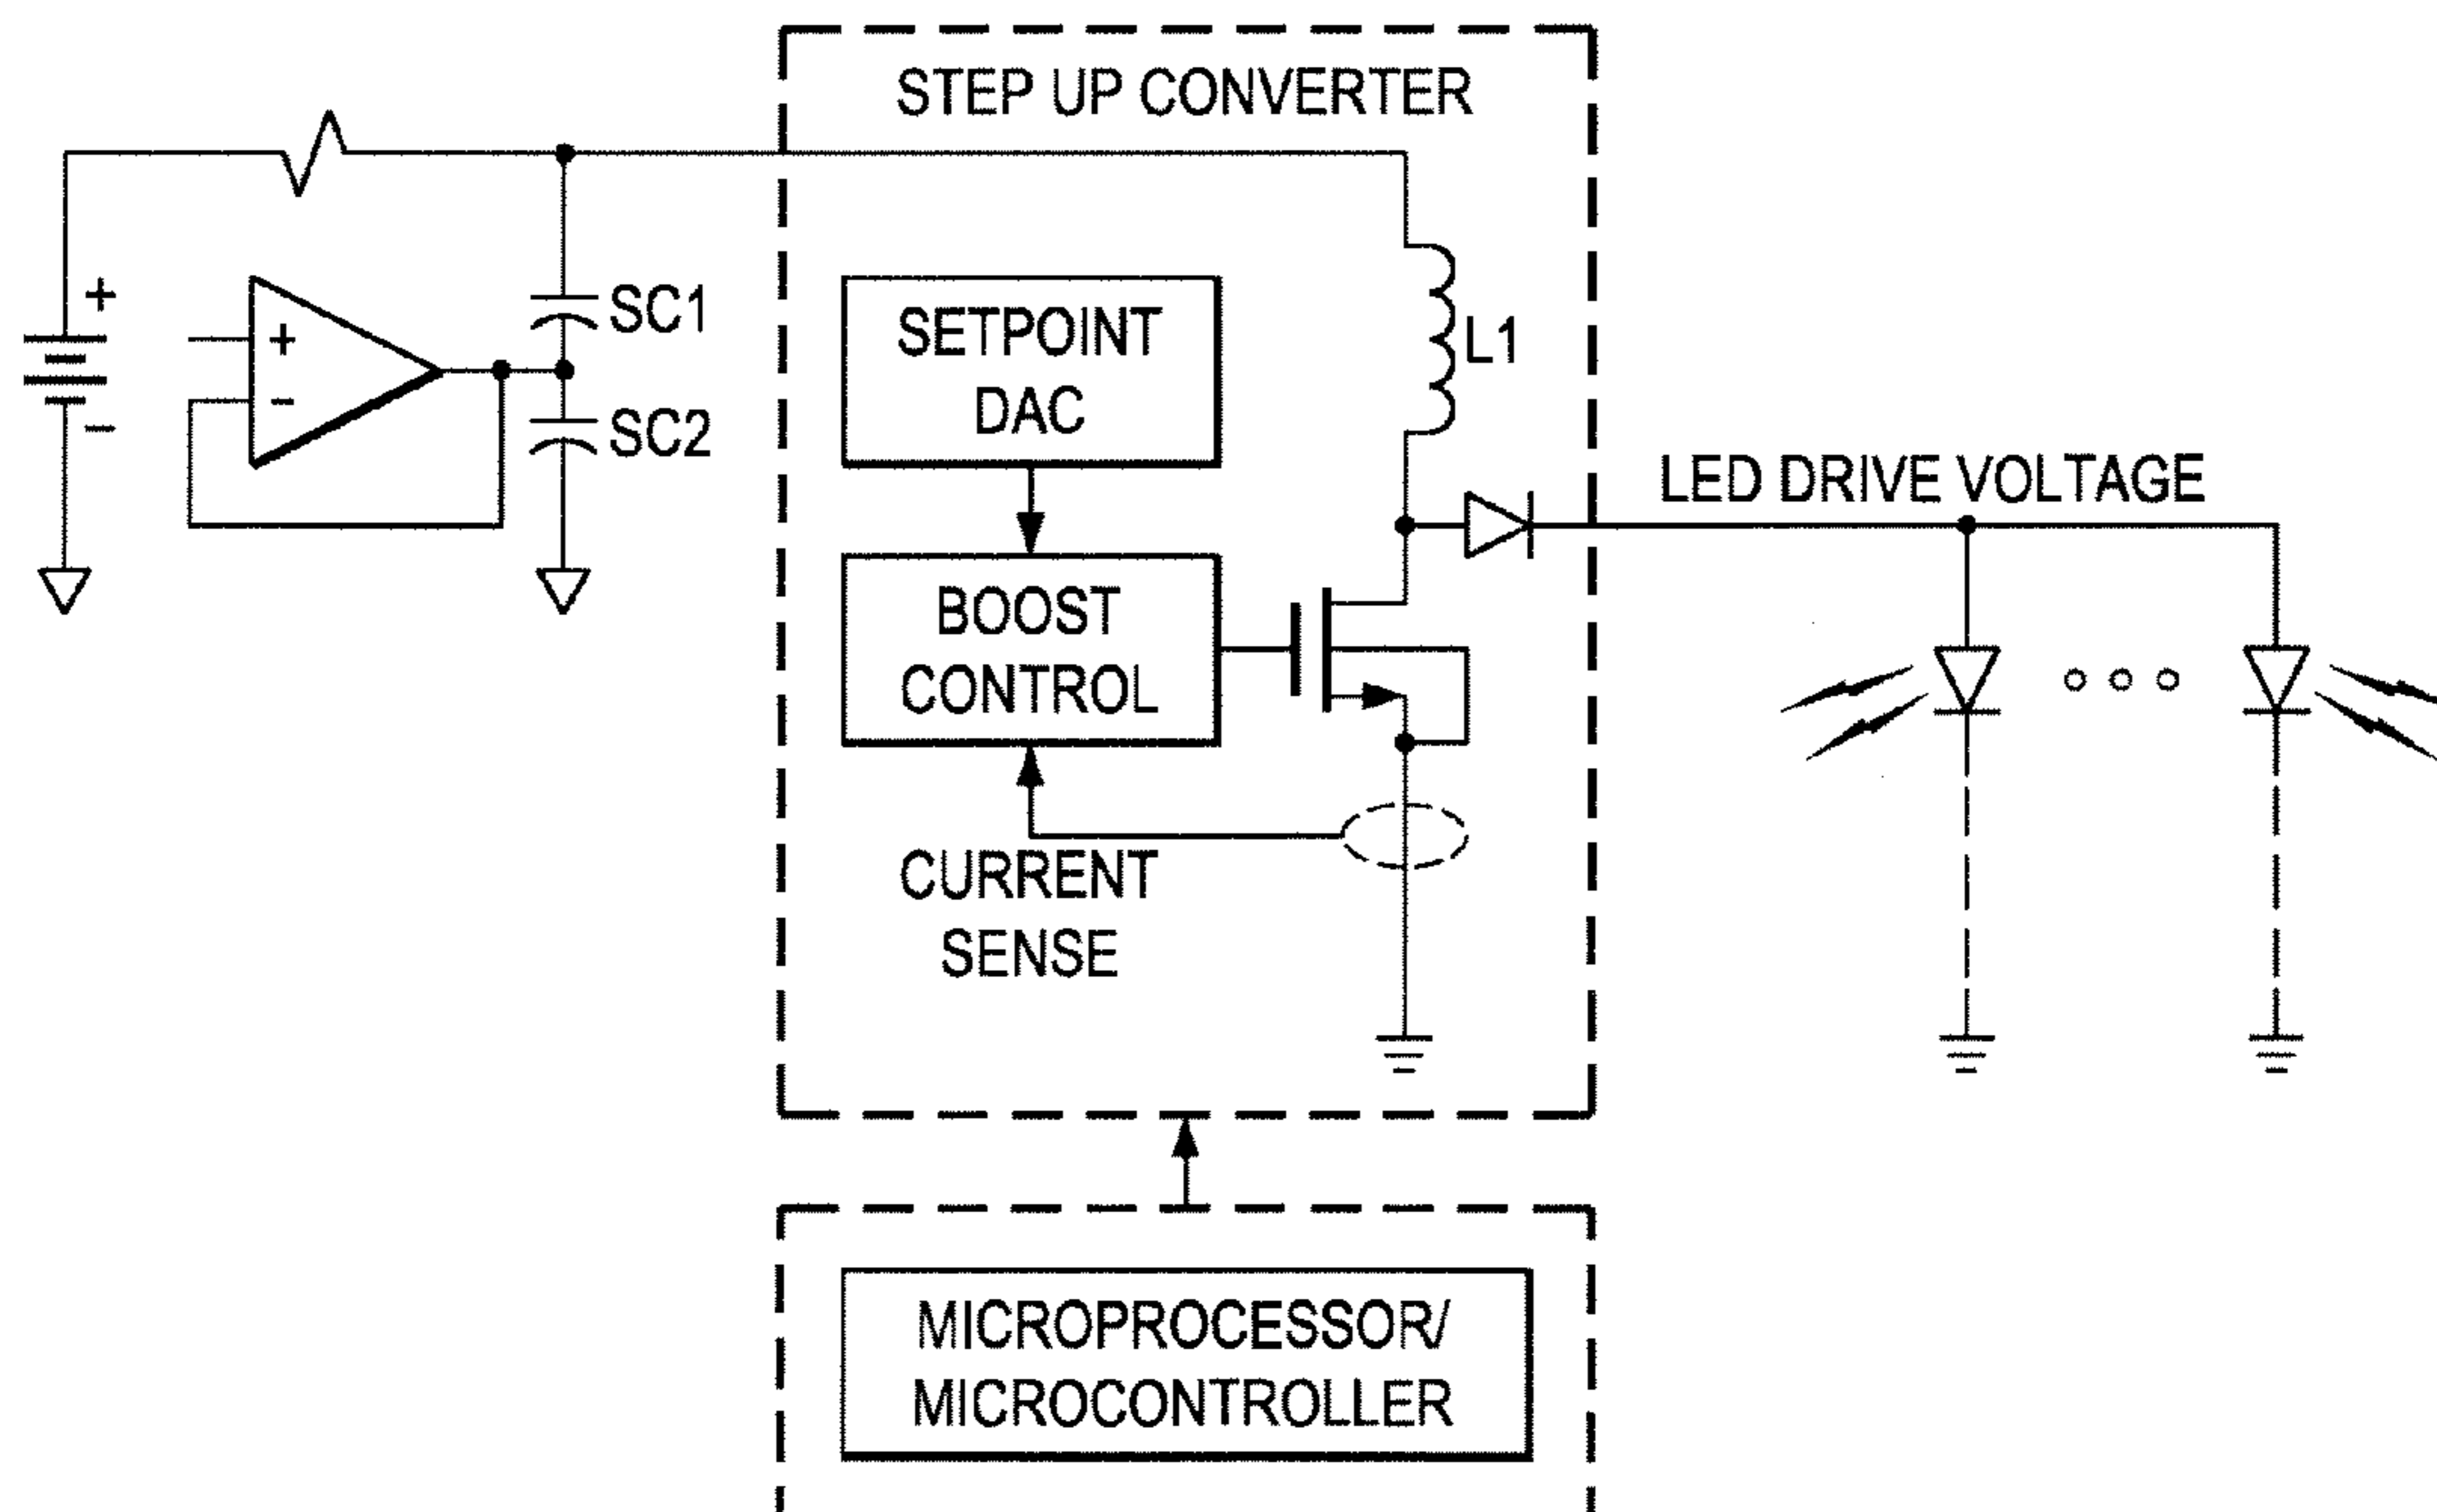 STEP UP CONVERTER
+
SC1
+
-
SC2
-
SETPOINT
DAC
L1
LED DRIVE VOLTAGE
BOOST
CONTROL
CURRENT
SENSE
MICROPROCESSOR/
MICROCONTROLLER